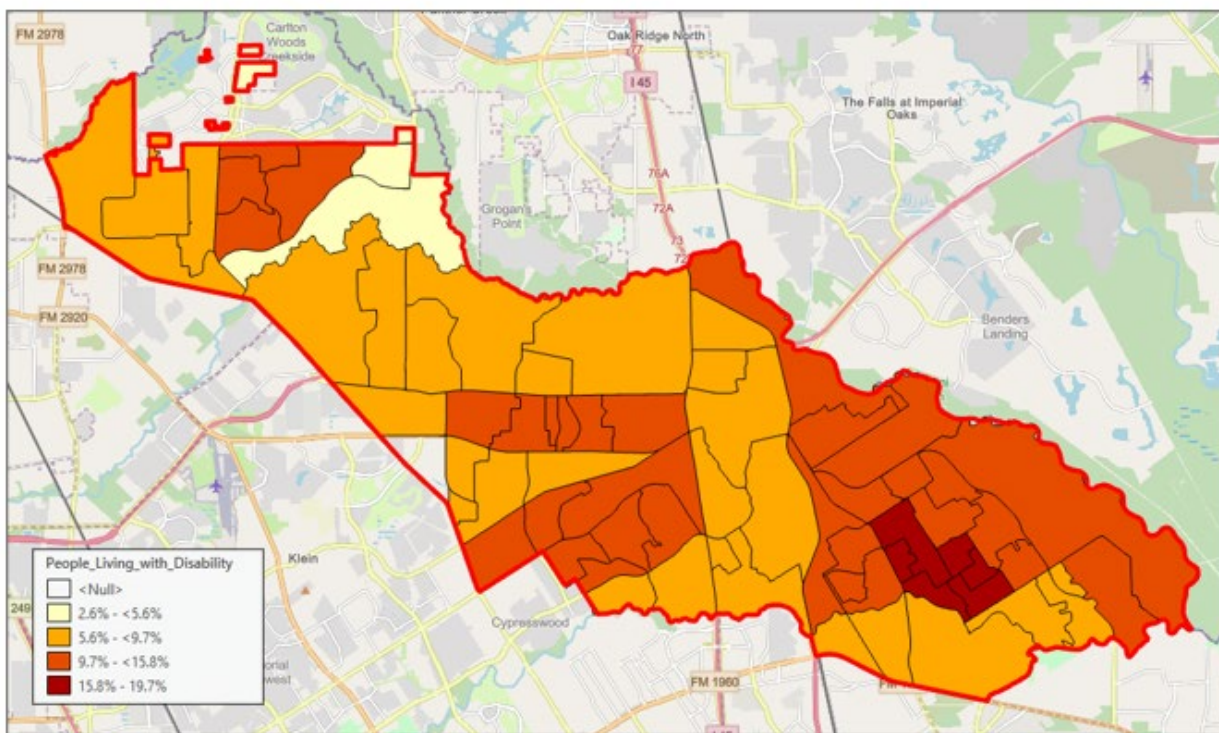 FM 2978
Carlton
Woods
Creekside
Oak Ridge North
77
I 45
The Falls at Imperial
Oaks
76A
72A
Grogan's
Point
73
72
FM 2978
FM 2920
Benders
Landing
Klein
Cypresswood
249
FM 1960
People_Living_with_Disability
<Null>
2.6% - <5.6%
5.6% - <9.7%
9.7% - <15.8%
15.8% - 19.7%